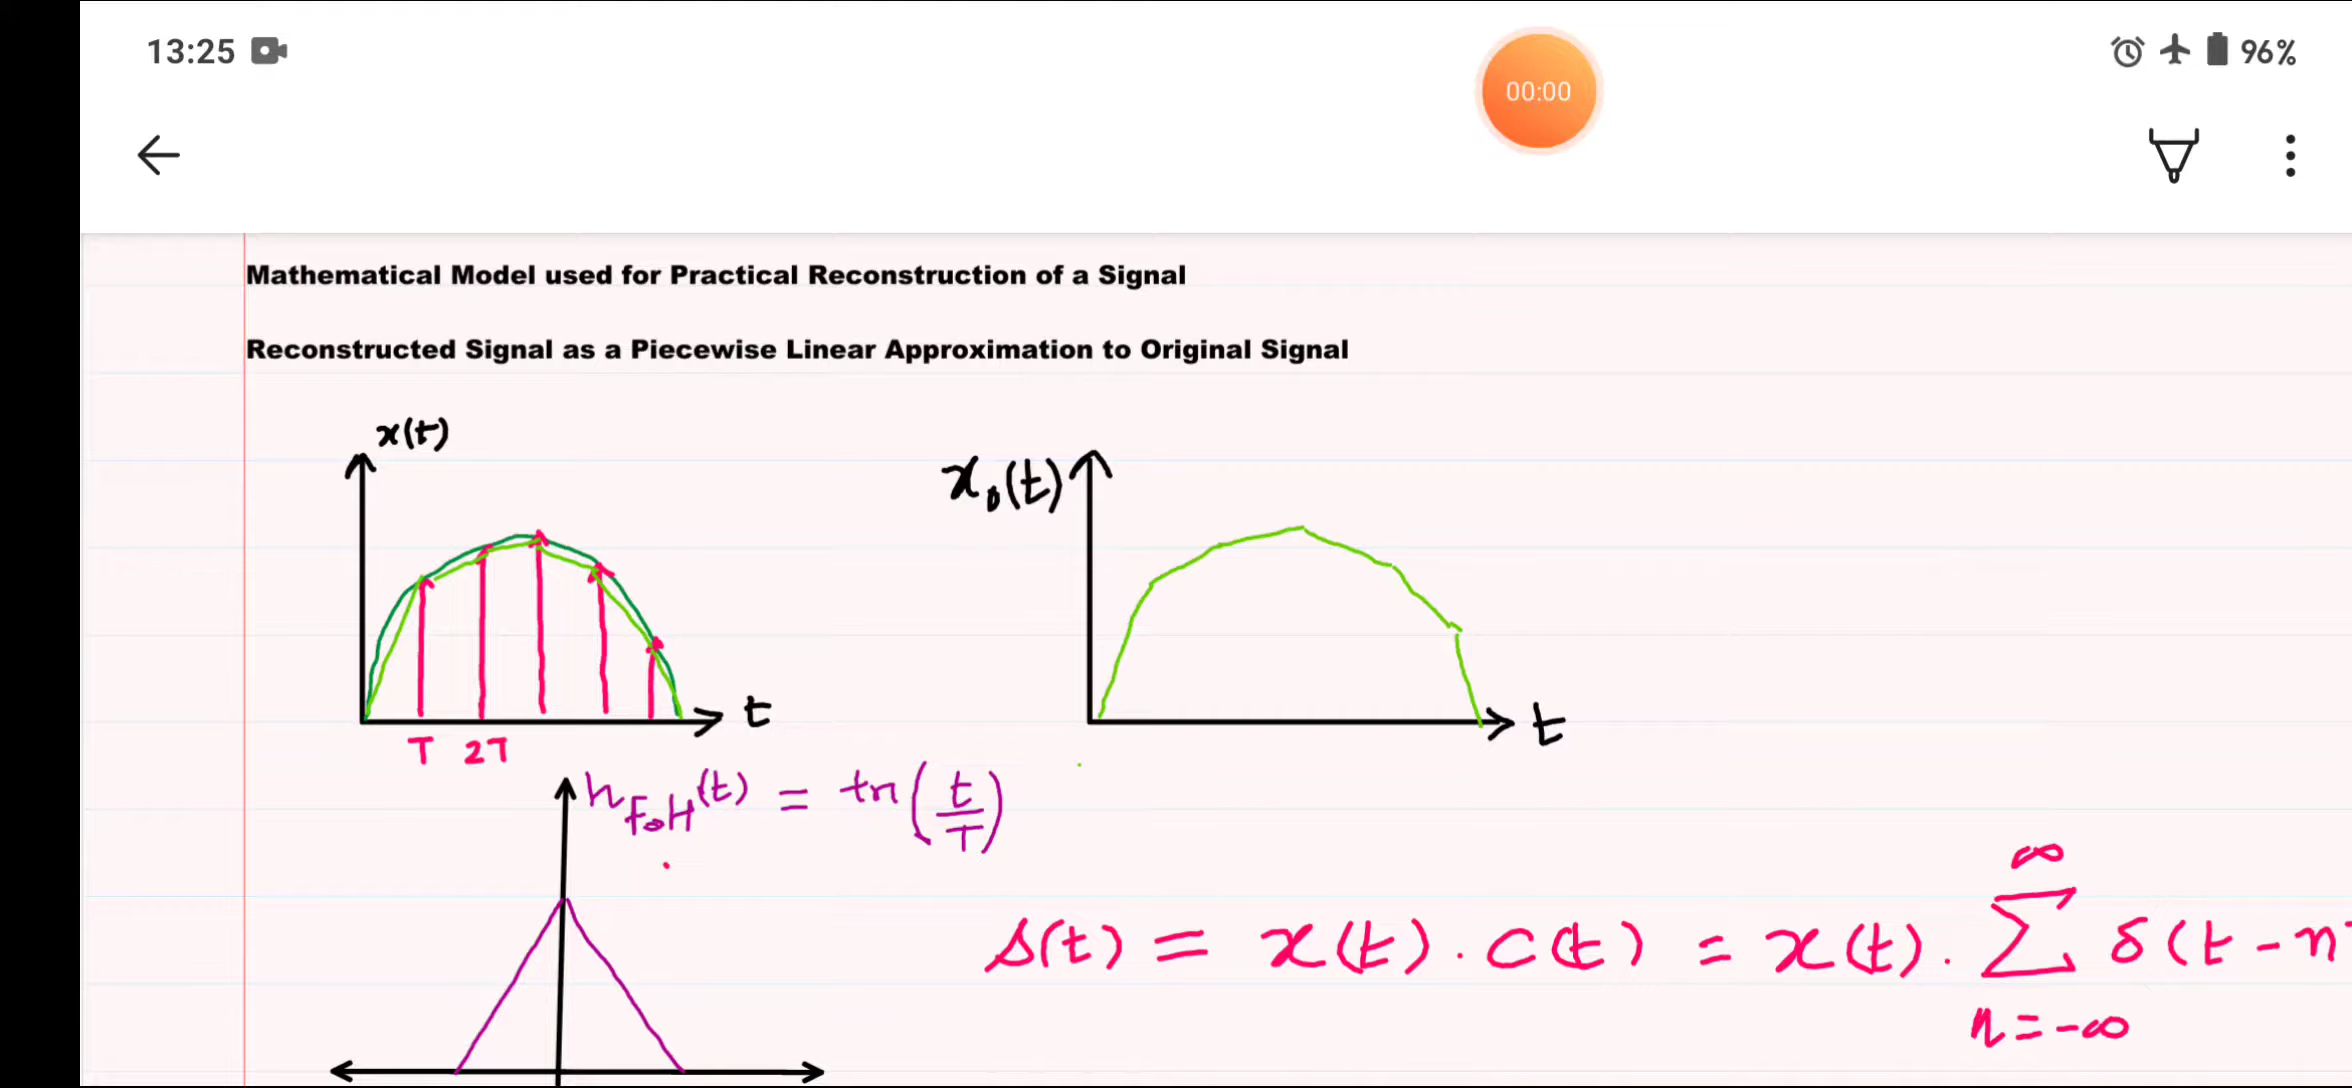 13:25
00:00
96%
Mathematical Model used for Practical Reconstruction of a Signal
Reconstructed Signal as a Piecewise Linear Approximation to Original Signal
x(t)
x₀(t)
t
t
T 2T
h_FOH(t) = tri(t/T)
s(t) = x(t) . c(t) = x(t) . ∞ Σ n=-∞ δ(t-n